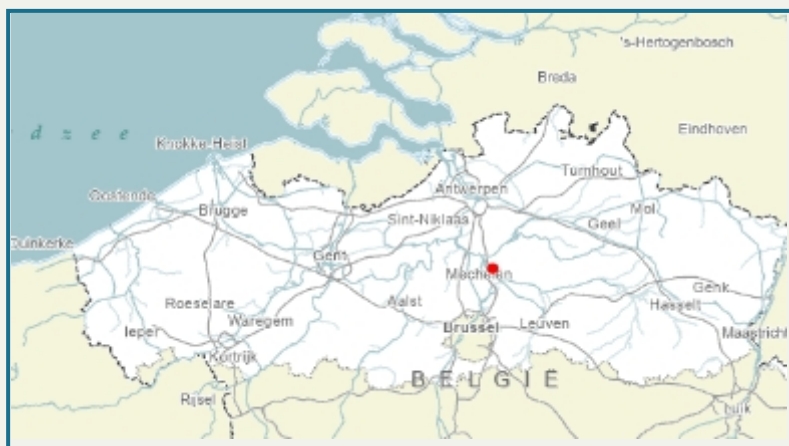 's-Hertogenbosch
Breda
Eindhoven
d z e e
Knokke-Heist
Turnhout
Antwerpen
Oostende
Mol
Brugge
Sint-Niklaas
Geel
Duinkerke
Gent
Mechelen
Genk
Roeselare
Aalst
Hasselt
Waregem
Brussel
Leuven
Ieper
Maastricht
Kortrijk
BELGIË
Rijsel
Luik